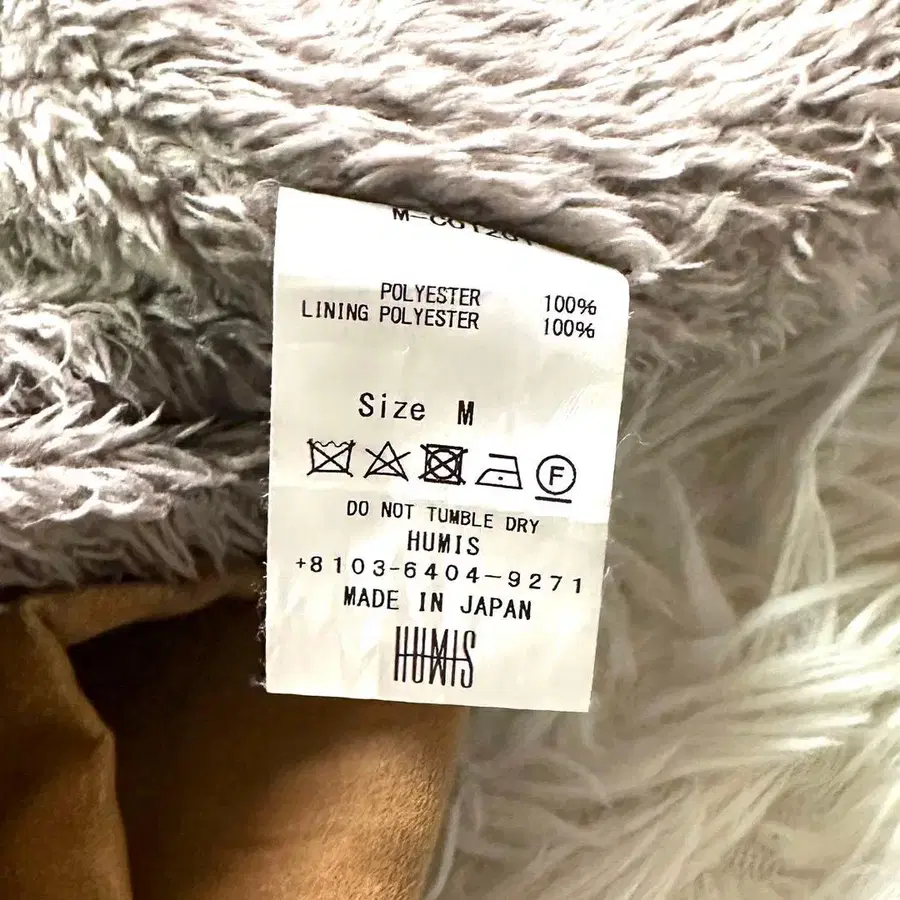 POLYESTER 100%
LINING POLYESTER 100%
Size M
F
DO NOT TUMBLE DRY
HUMIS
+8103-6404-9271
MADE IN JAPAN
HUMIS